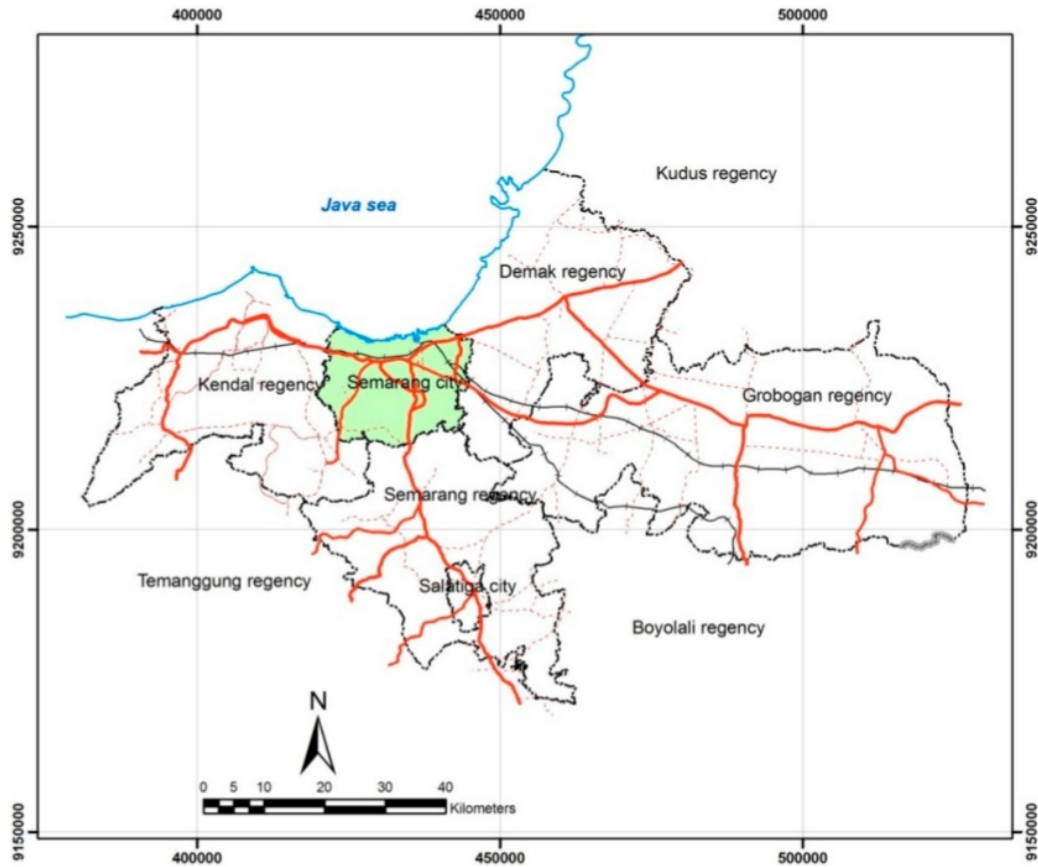 400000 450000 500000
Kudus regency
Java sea
9250000 9250000
Demak regency
Kendal regency
Semarang city
Grobogan regency
Semarang regency
9200000 9200000
Temanggung regency
Salatiga city
Boyolali regency
N
0 5 10 20 30 40
Kilometers
9150000 9150000
400000 450000 500000